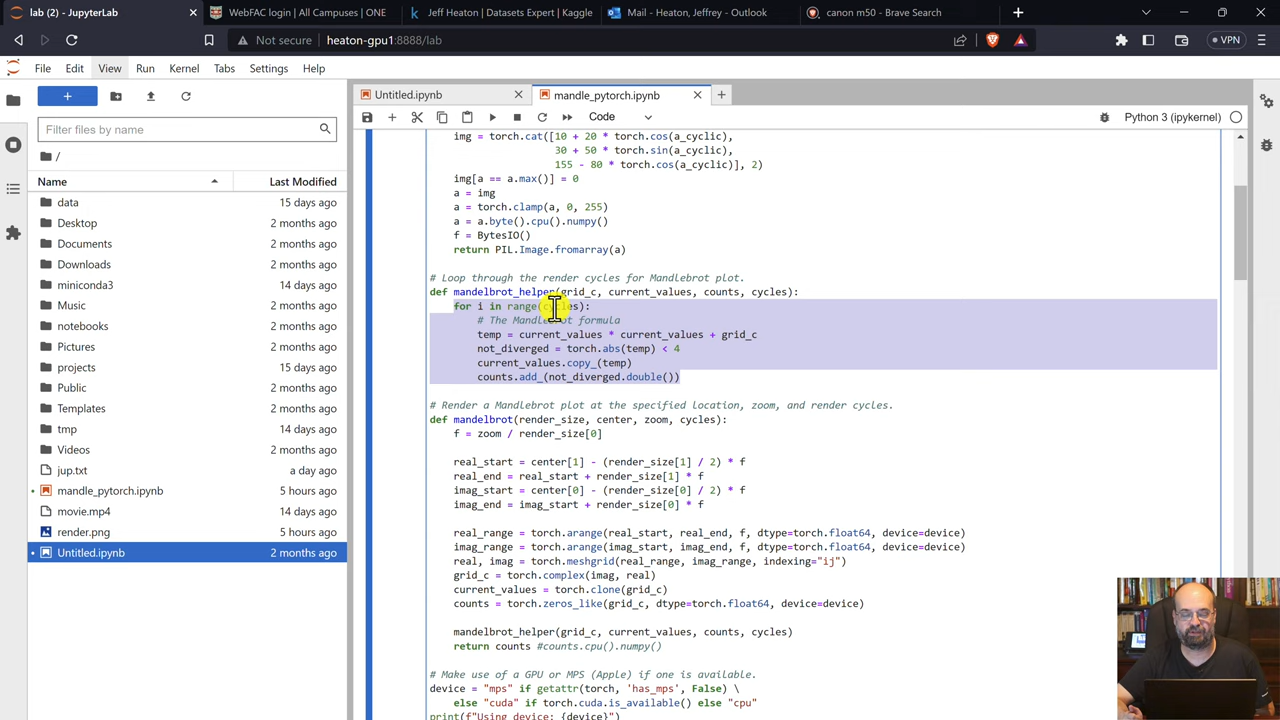 lab (2) - JupyterLab
WebFAC login | All Campuses | ONE
Jeff Heaton | Datasets Expert | Kaggle
Mail - Heaton, Jeffrey - Outlook
canon m50 - Brave Search
Not secure
heaton-gpu1:8888/lab
VPN
File Edit View Run Kernel Tabs Settings Help
Filter files by name
/
Name Last Modified
data 15 days ago
Desktop 2 months ago
Documents 2 months ago
Downloads 2 months ago
miniconda3 2 months ago
Music 2 months ago
notebooks 2 months ago
Pictures 2 months ago
projects 15 days ago
Public 2 months ago
Templates 2 months ago
tmp 14 days ago
Videos 2 months ago
jup.txt a day ago
mandle_pytorch.ipynb 5 hours ago
movie.mp4 14 days ago
render.png 5 hours ago
Untitled.ipynb 2 months ago
Untitled.ipynb
mandle_pytorch.ipynb
Code
Python 3 (ipykernel)
img = torch.cat([10 + 20 * torch.cos(a_cyclic),
30 + 50 * torch.sin(a_cyclic),
155 - 80 * torch.cos(a_cyclic)], 2)
img[a == a.max()] = 0
a = img
a = torch.clamp(a, 0, 255)
a = a.byte().cpu().numpy()
f = BytesIO()
return PIL.Image.fromarray(a)
# Loop through the render cycles for Mandlebrot plot.
def mandelbrot_helper(grid_c, current_values, counts, cycles):
for i in range(cycles):
# The Mandlebrot formula
temp = current_values * current_values + grid_c
not_diverged = torch.abs(temp) < 4
current_values.copy_(temp)
counts.add_(not_diverged.double())
# Render a Mandlebrot plot at the specified location, zoom, and render cycles.
def mandelbrot(render_size, center, zoom, cycles):
f = zoom / render_size[0]
real_start = center[1] - (render_size[1] / 2) * f
real_end = real_start + render_size[1] * f
imag_start = center[0] - (render_size[0] / 2) * f
imag_end = imag_start + render_size[0] * f
real_range = torch.arange(real_start, real_end, f, dtype=torch.float64, device=device)
imag_range = torch.arange(imag_start, imag_end, f, dtype=torch.float64, device=device)
real, imag = torch.meshgrid(real_range, imag_range, indexing="ij")
grid_c = torch.complex(imag, real)
current_values = torch.clone(grid_c)
counts = torch.zeros_like(grid_c, dtype=torch.float64, device=device)
mandelbrot_helper(grid_c, current_values, counts, cycles)
return counts #counts.cpu().numpy()
# Make use of a GPU or MPS (Apple) if one is available.
device = "mps" if getattr(torch, 'has_mps', False) \
else "cuda" if torch.cuda.is_available() else "cpu"
print(f"Using device: {device}")